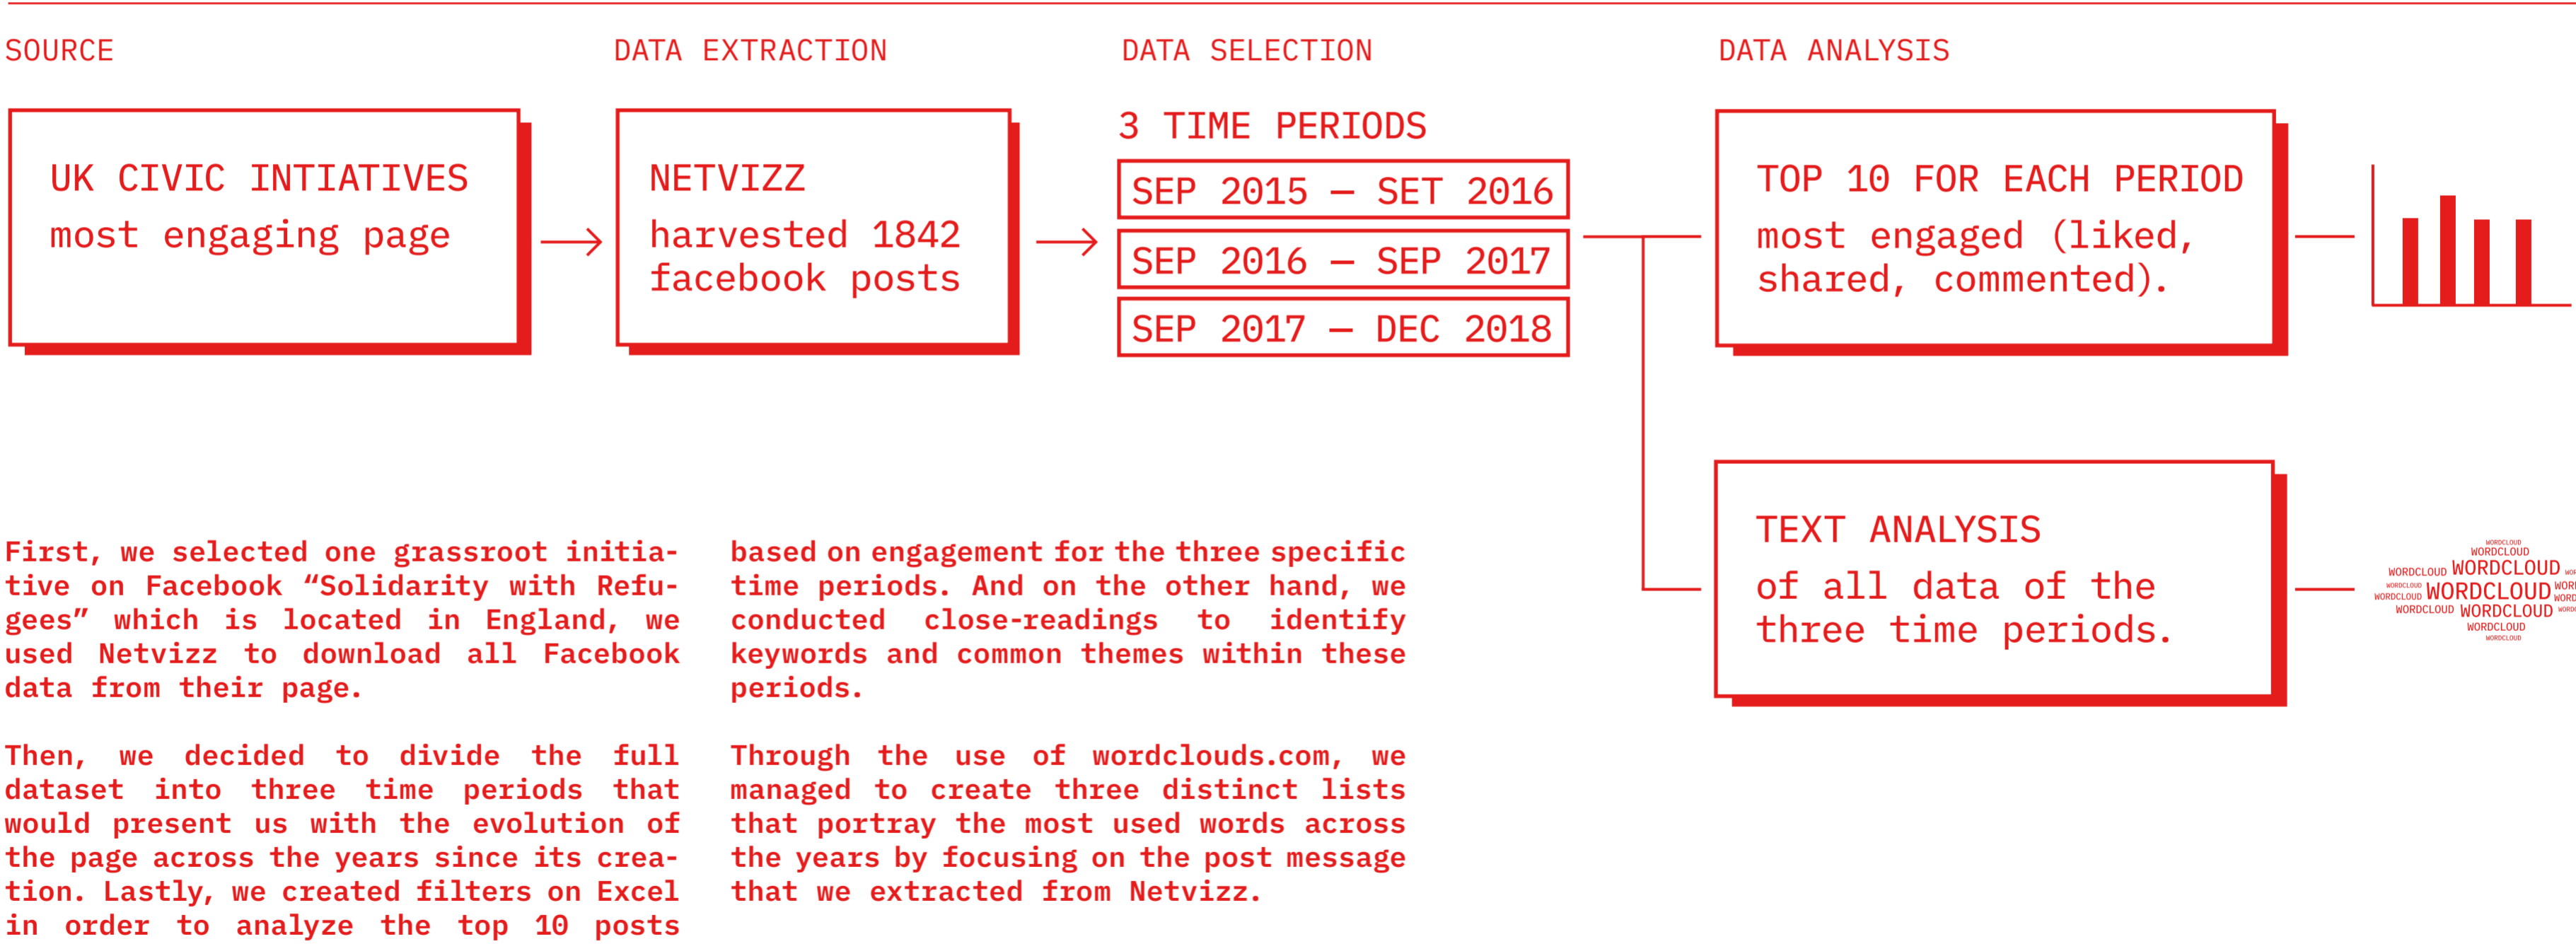 SOURCE
DATA EXTRACTION
DATA SELECTION
DATA ANALYSIS
UK CIVIC INTIATIVES
most engaging page
NETVIZZ
harvested 1842
facebook posts
3 TIME PERIODS
SEP 2015 – SET 2016
SEP 2016 – SEP 2017
SEP 2017 – DEC 2018
TOP 10 FOR EACH PERIOD
most engaged (liked,
shared, commented).
TEXT ANALYSIS
of all data of the
three time periods.
WORDCLOUD
WORDCLOUD
WORDCLOUD WORDCLOUD
WORDCLOUD WORDCLOUD
WORDCLOUD
WORDCLOUD WORDCLOUD
WORDCLOUD
WORDCLOUD
First, we selected one grassroot initia-
tive on Facebook “Solidarity with Refu-
gees” which is located in England, we
used Netvizz to download all Facebook
data from their page.
Then, we decided to divide the full
dataset into three time periods that
would present us with the evolution of
the page across the years since its crea-
tion. Lastly, we created filters on Excel
in order to analyze the top 10 posts
based on engagement for the three specific
time periods. And on the other hand, we
conducted close-readings to identify
keywords and common themes within these
periods.
Through the use of wordclouds.com, we
managed to create three distinct lists
that portray the most used words across
the years by focusing on the post message
that we extracted from Netvizz.